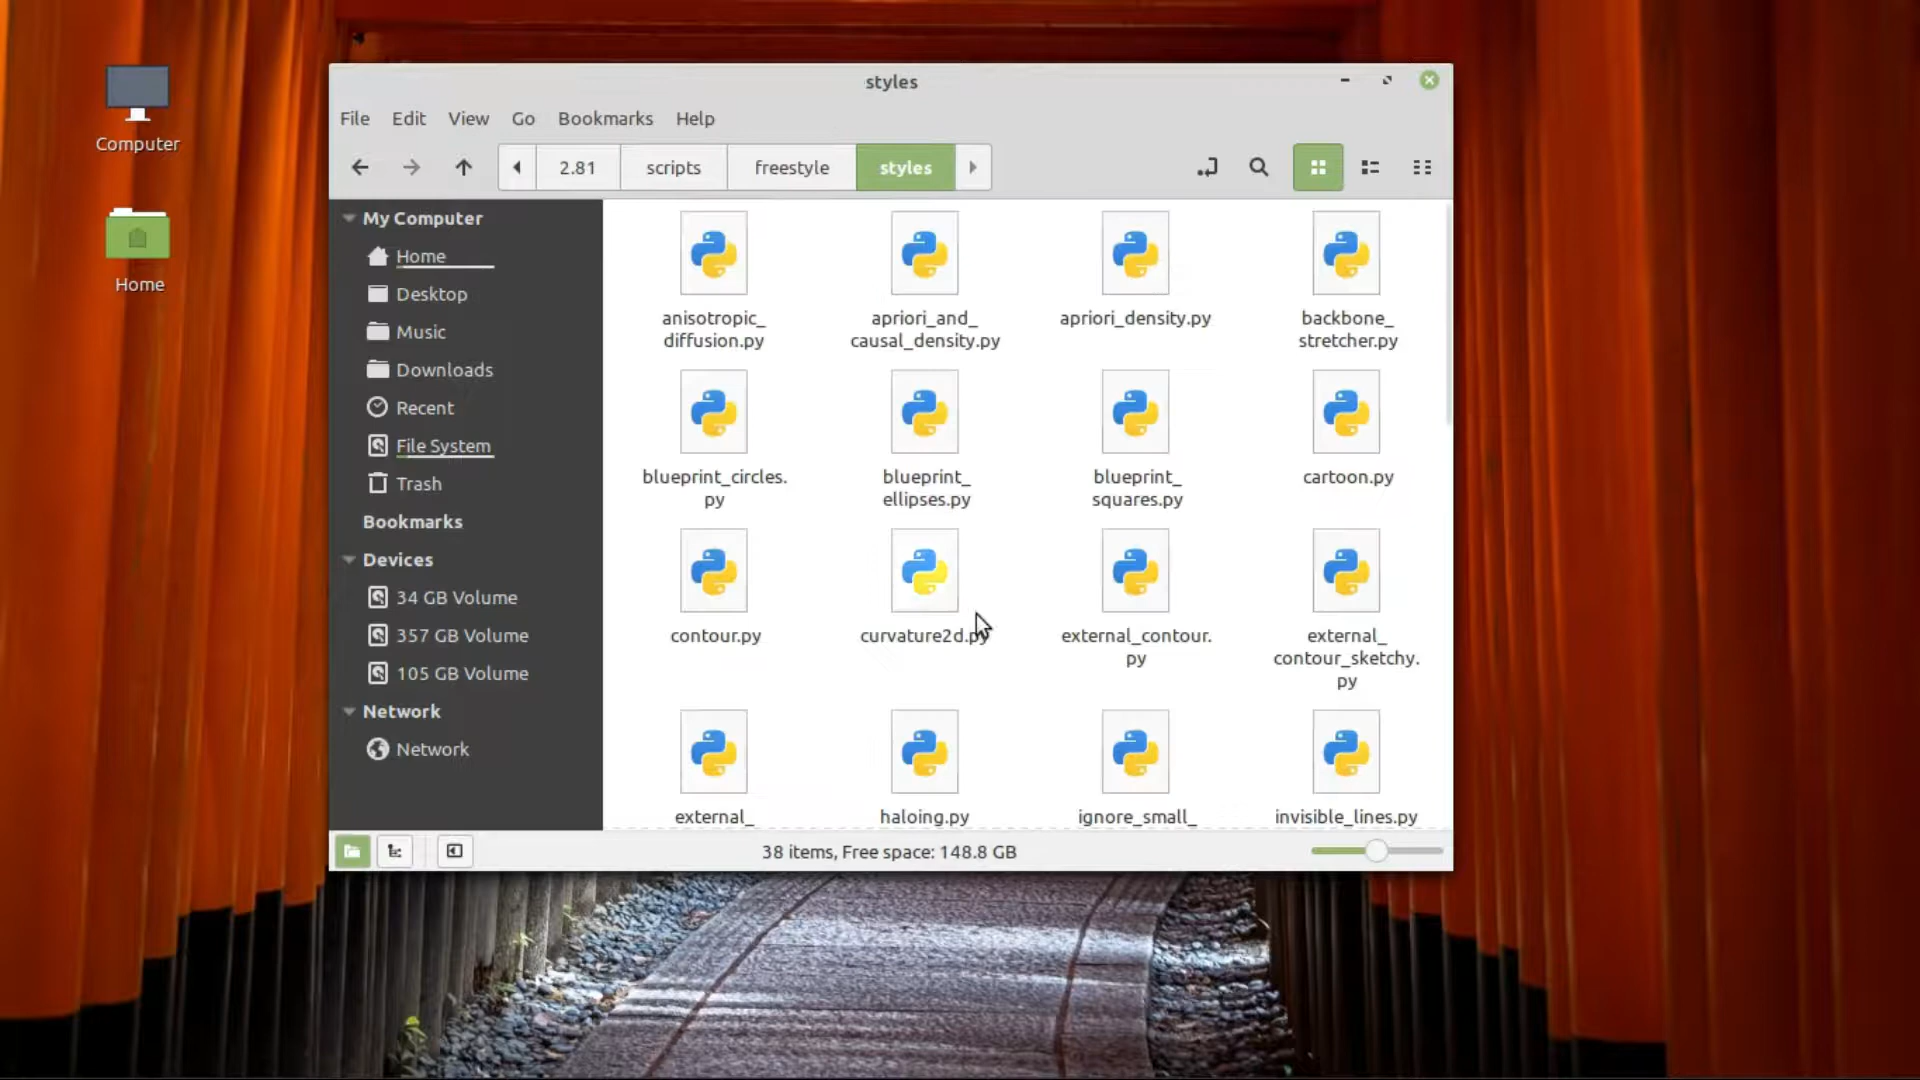 Computer
Home
styles
File Edit View Go Bookmarks Help
2.81 scripts freestyle styles
My Computer
Home
Desktop
Music
Downloads
Recent
File System
Trash
Bookmarks
Devices
34 GB Volume
357 GB Volume
105 GB Volume
Network
Network
anisotropic_
diffusion.py
apriori_and_
causal_density.py
apriori_density.py
backbone_
stretcher.py
blueprint_circles.
py
blueprint_
ellipses.py
blueprint_
squares.py
cartoon.py
contour.py
curvature2d.py
external_contour.
py
external_
contour_sketchy.
py
external_
haloing.py
ignore_small_
invisible_lines.py
38 items, Free space: 148.8 GB